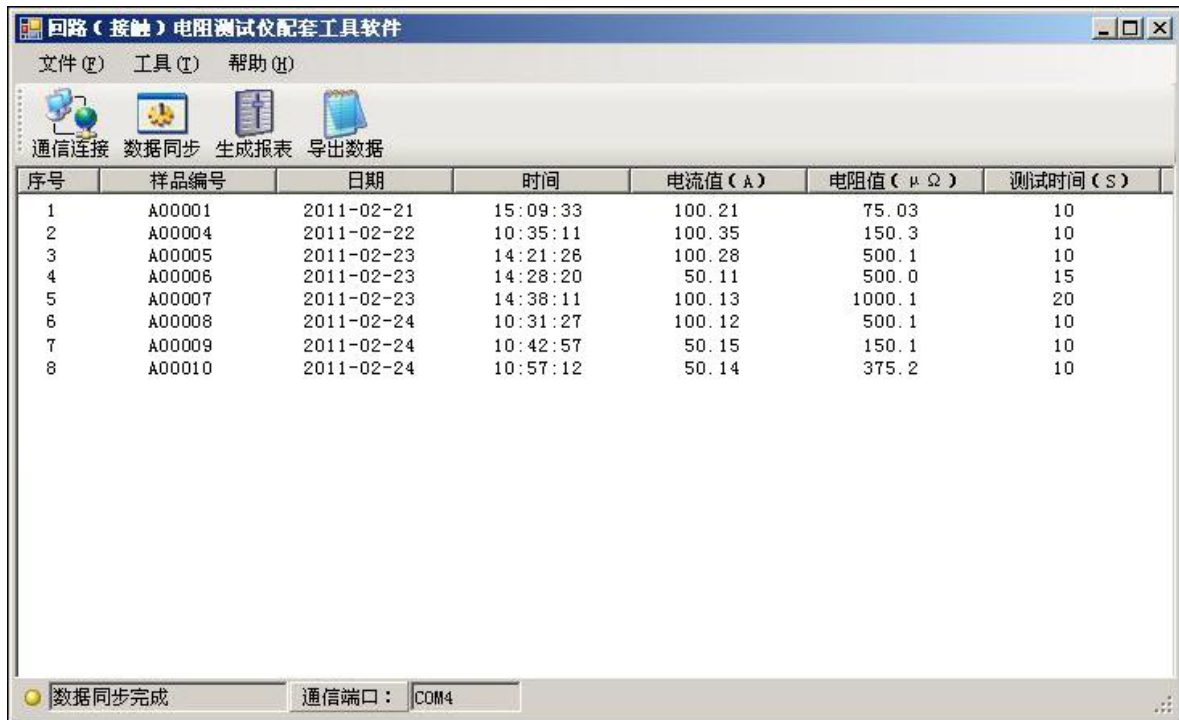 回路(接触)电阻测试仪配套工具软件
文件(F) 工具(T) 帮助(H)
通信连接 数据同步 生成报表 导出数据
序号 样品编号 日期 时间 电流值(A) 电阻值(μΩ) 测试时间(S)
1 A00001 2011-02-21 15:09:33 100.21 75.03 10
2 A00004 2011-02-22 10:35:11 100.35 150.3 10
3 A00005 2011-02-23 14:21:26 100.28 500.1 10
4 A00006 2011-02-23 14:28:20 50.11 500.0 15
5 A00007 2011-02-23 14:38:11 100.13 1000.1 20
6 A00008 2011-02-24 10:31:27 100.12 500.1 10
7 A00009 2011-02-24 10:42:57 50.15 150.1 10
8 A00010 2011-02-24 10:57:12 50.14 375.2 10
数据同步完成 通信端口: COM4